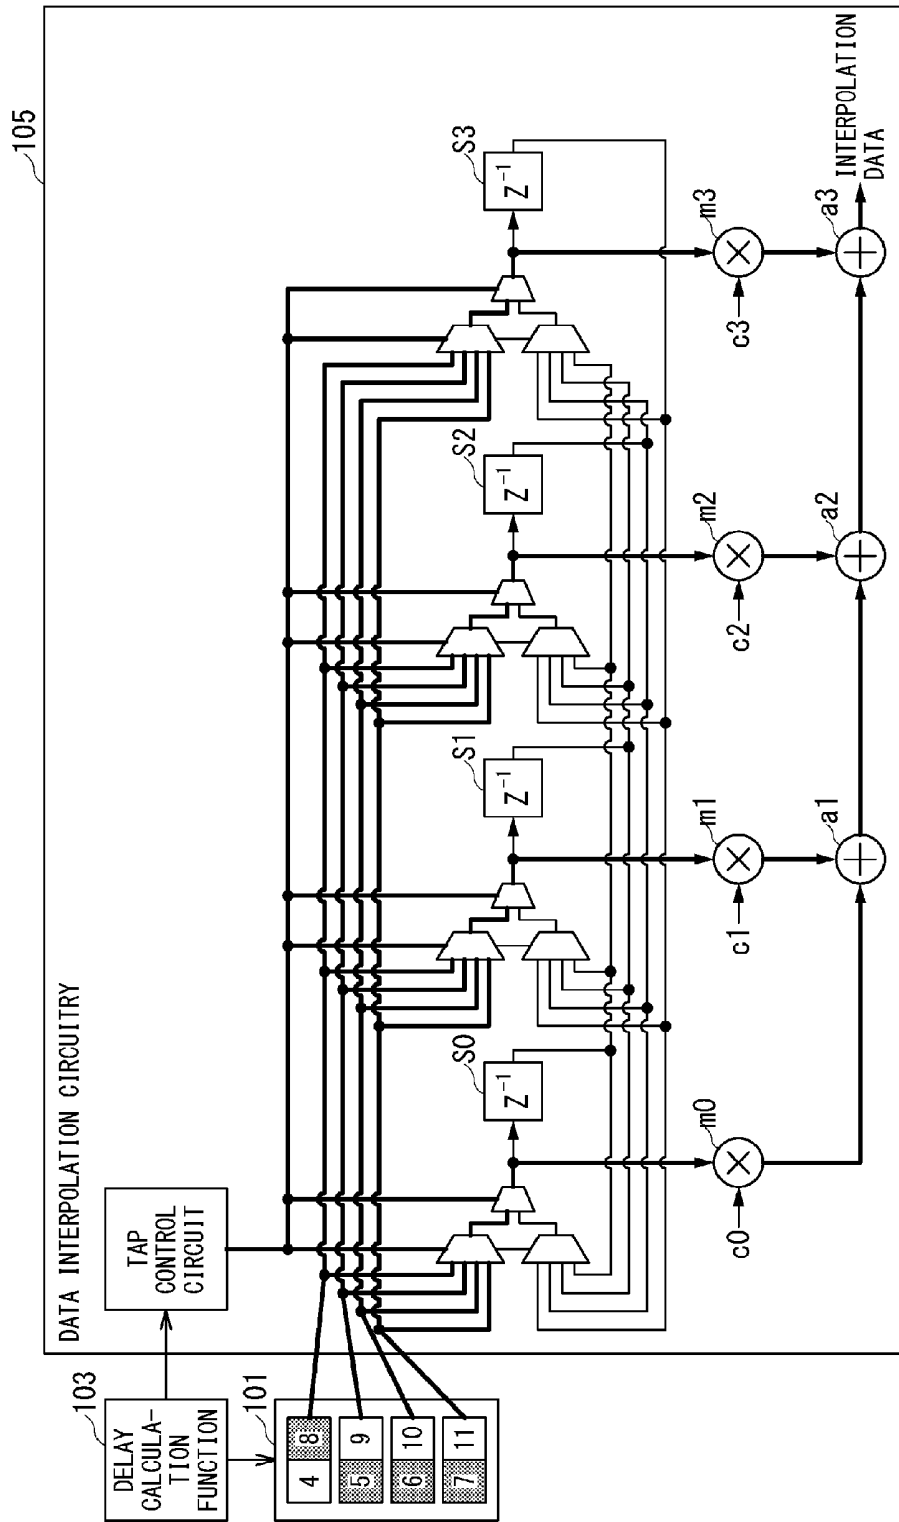 105
DATA INTERPOLATION CIRCUITRY
103
DELAY
CALCULA-
TION
FUNCTION
TAP
CONTROL
CIRCUIT
101
4 8
5 9
6 10
7 11
S0
Z⁻¹
S1
Z⁻¹
S2
Z⁻¹
S3
Z⁻¹
c0
m0
c1
m1
c2
m2
c3
m3
a1
a2
a3
INTERPOLATION
DATA